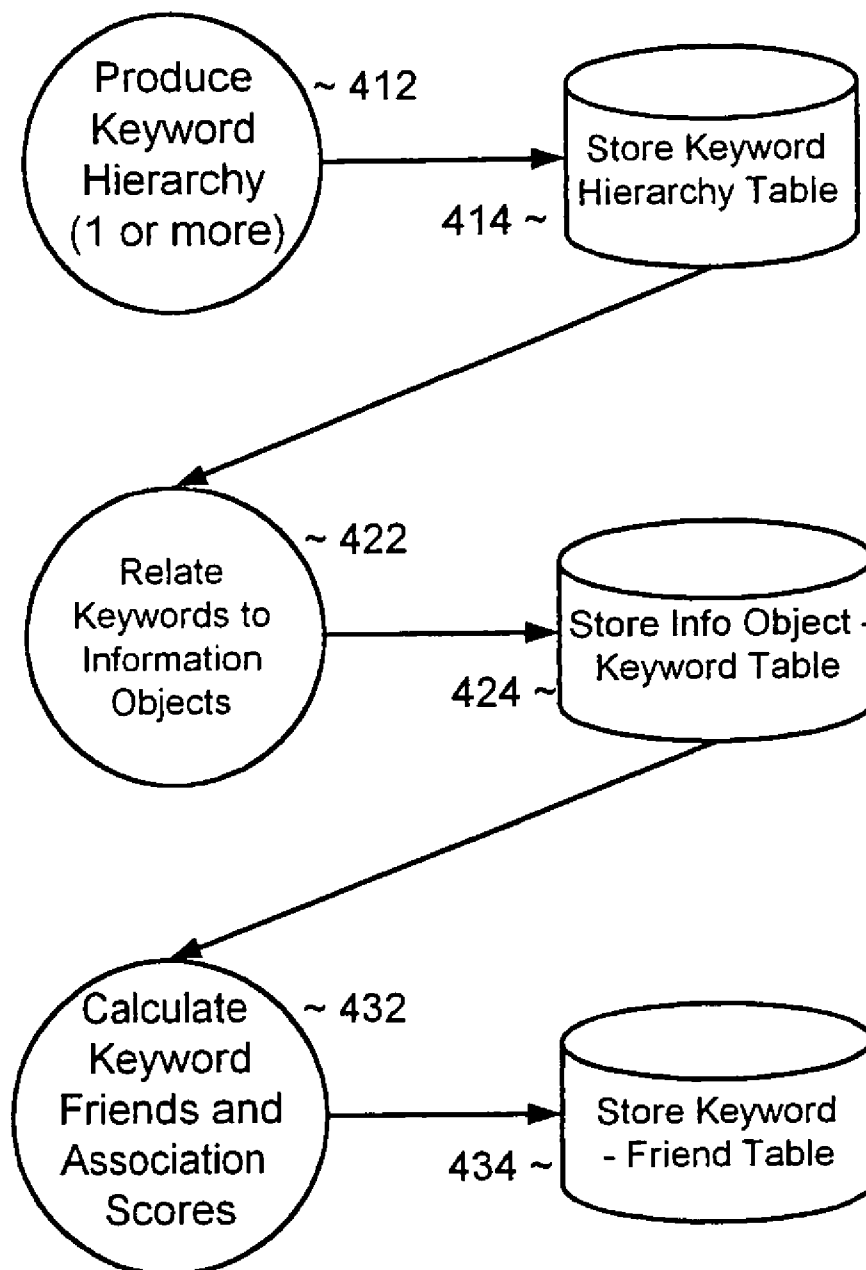 Produce
Keyword
Hierarchy
(1 or more)
~ 412
Store Keyword
Hierarchy Table
414 ~
Relate
Keywords to
Information
Objects
~ 422
Store Info Object -
Keyword Table
424 ~
Calculate
Keyword
Friends and
Association
Scores
~ 432
Store Keyword
- Friend Table
434 ~